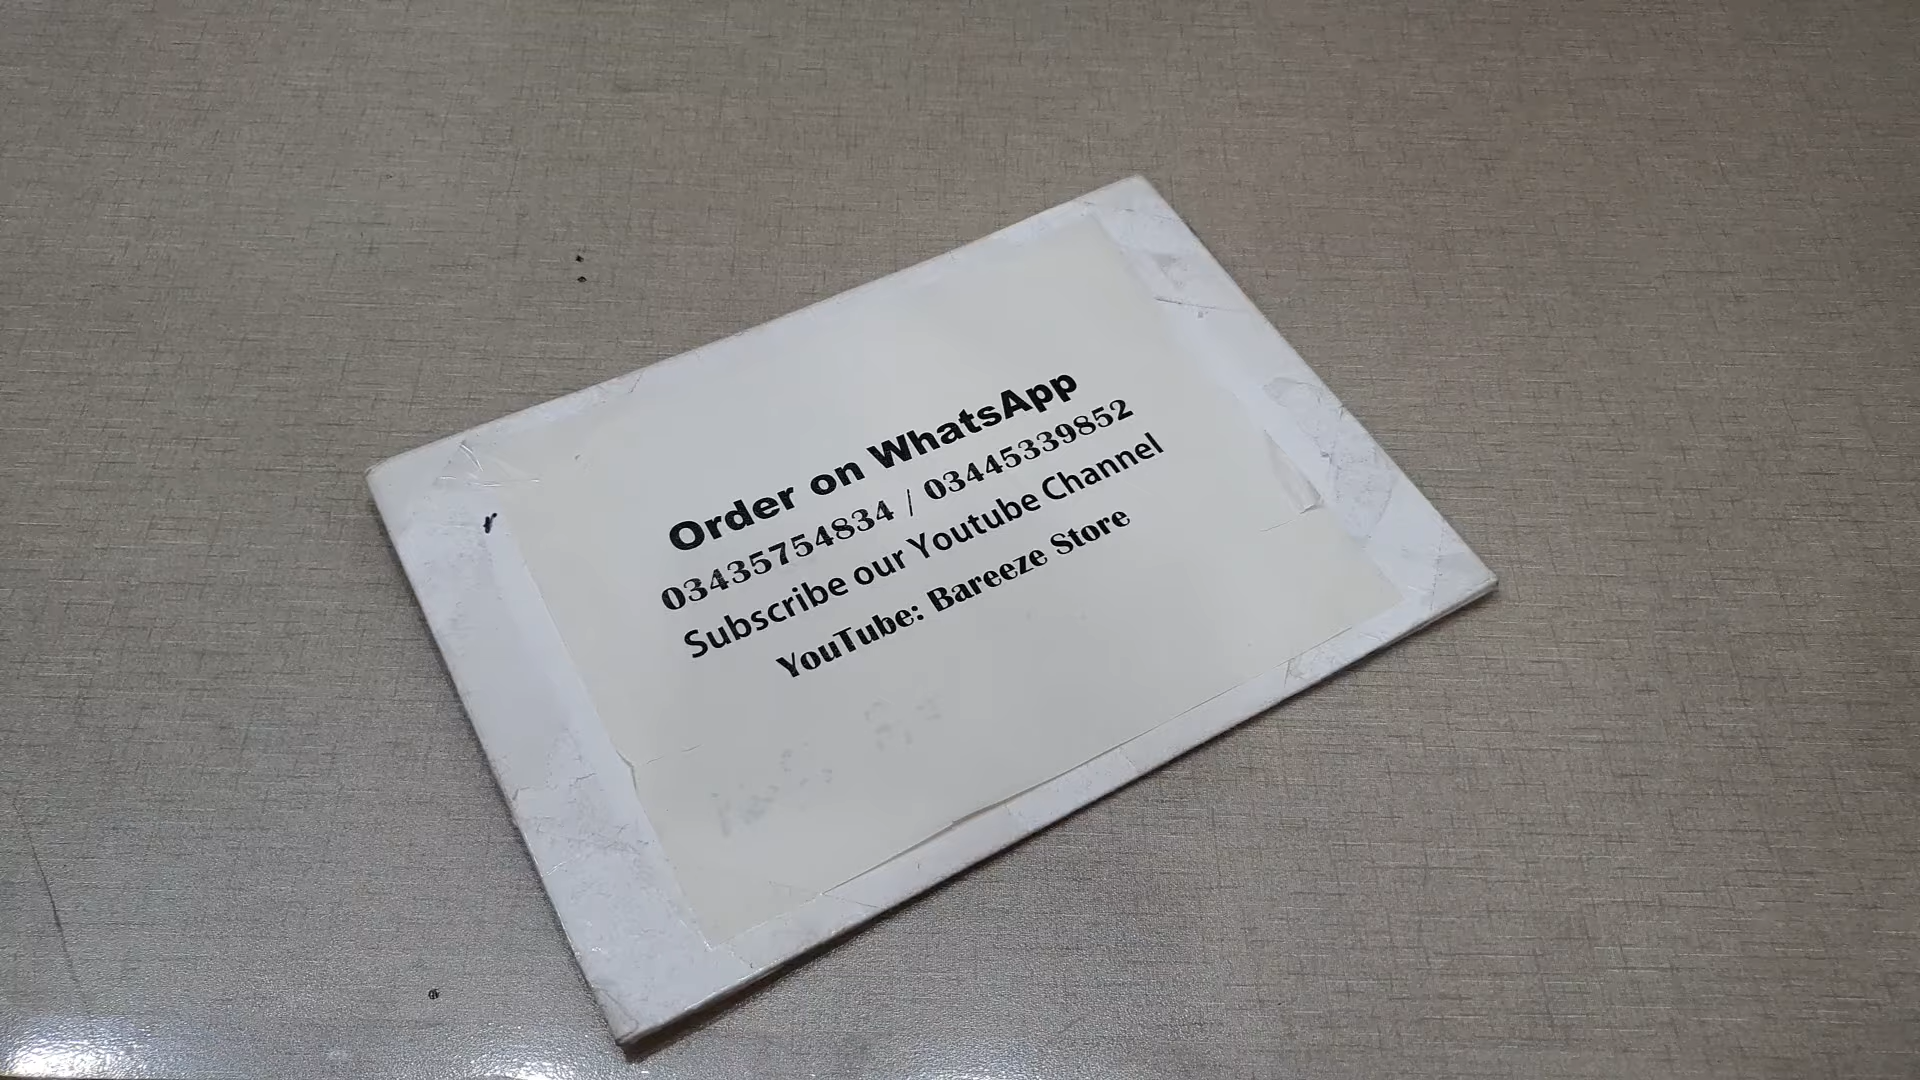 Order on WhatsApp
03435754834 / 03445339852
Subscribe our Youtube Channel
YouTube: Bareeze Store